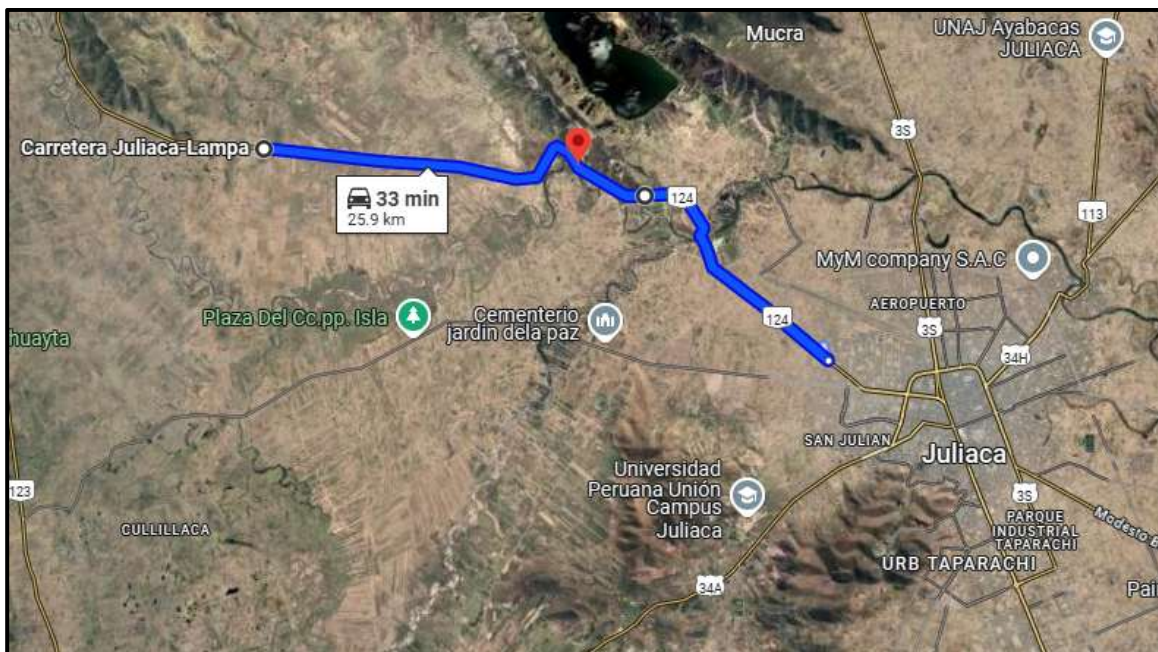 Mucra
UNAJ Ayabacas
JULIACA
3S
Carretera Juliaca-Lampa
33 min
25.9 km
124
113
MyM company S.A.C
AEROPUERTO
Plaza Del Cc.pp. Isla
Cementerio
jardin dela paz
124
3S
huayta
34H
SAN JULIAN
Juliaca
Universidad
Peruana Unión
Campus
Juliaca
123
3S
CULLILLACA
PARQUE
INDUSTRIAL
TAPARACHI
Modesto B
URB TAPARACHI
34A
Pai